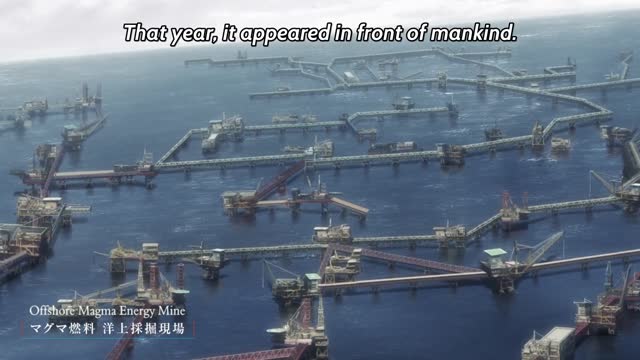 That year, it appeared in front of mankind.
Offshore Magma Energy Mine
マグマ燃料 洋上採掘現場